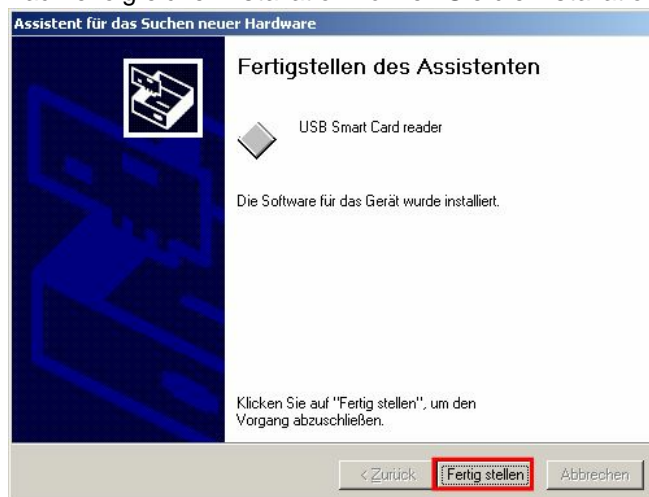 Assistent für das Suchen neuer Hardware
Fertigstellen des Assistenten
USB Smart Card reader
Die Software für das Gerät wurde installiert.
Klicken Sie auf "Fertig stellen", um den
Vorgang abzuschließen.
< Zurück Fertig stellen Abbrechen